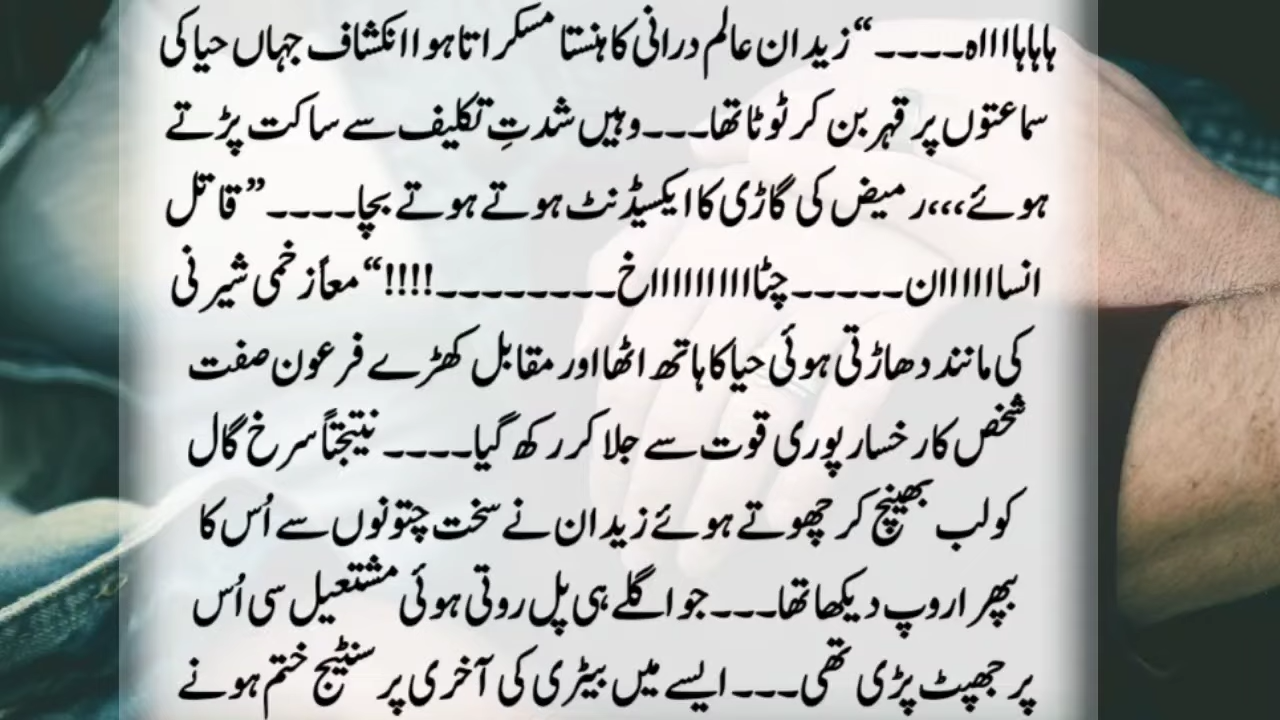 ہاہاہااااہ۔۔۔۔“ زیدان عالم درانی کا ہنستا مسکراتا ہوا انکشاف جہاں حیا کی
سماعتوں پر قہر بن کر ٹوٹا تھا۔۔۔ وہیں شدتِ تکلیف سے ساکت پڑتے
ہوئے،،، رمیض کی گاڑی کا ایکسیڈنٹ ہوتے ہوتے بچا۔۔۔۔ ”قاتل
انساااااان۔۔۔۔۔ چٹاااااااااااخ۔۔۔۔۔۔۔۔!!!!“ معاً زخمی شیرنی
کی مانند دھاڑتی ہوئی حیا کا ہاتھ اٹھا اور مقابل کھڑے فرعون صفت
شخص کا رخسار پوری قوت سے جلا کر رکھ گیا۔۔۔۔ نتیجتاً سرخ گال
کو لب بھینچ کر چھوتے ہوئے زیدان نے سخت چتونوں سے اُس کا
بپھرا روپ دیکھا تھا۔۔۔ جو اگلے ہی پل روتی ہوئی مشتعیل سی اُس
پر جھپٹ پڑی تھی۔۔۔ ایسے میں بیٹری کی آخری پر سنٹیج ختم ہونے